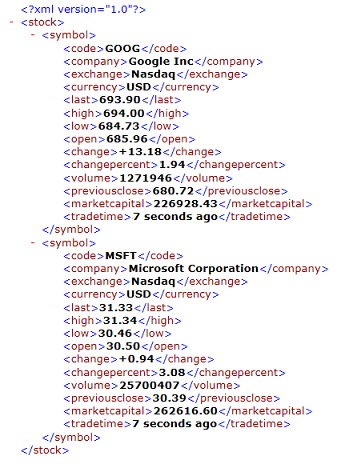 <?xml version="1.0"?>
- <stock>
- <symbol>
<code>GOOG</code>
<company>Google Inc</company>
<exchange>Nasdaq</exchange>
<currency>USD</currency>
<last>693.90</last>
<high>694.00</high>
<low>684.73</low>
<open>685.96</open>
<change>+13.18</change>
<changepercent>1.94</changepercent>
<volume>1271946</volume>
<previousclose>680.72</previousclose>
<marketcapital>226928.43</marketcapital>
<tradetime>7 seconds ago</tradetime>
</symbol>
- <symbol>
<code>MSFT</code>
<company>Microsoft Corporation</company>
<exchange>Nasdaq</exchange>
<currency>USD</currency>
<last>31.33</last>
<high>31.34</high>
<low>30.46</low>
<open>30.50</open>
<change>+0.94</change>
<changepercent>3.08</changepercent>
<volume>25700407</volume>
<previousclose>30.39</previousclose>
<marketcapital>262616.60</marketcapital>
<tradetime>7 seconds ago</tradetime>
</symbol>
</stock>